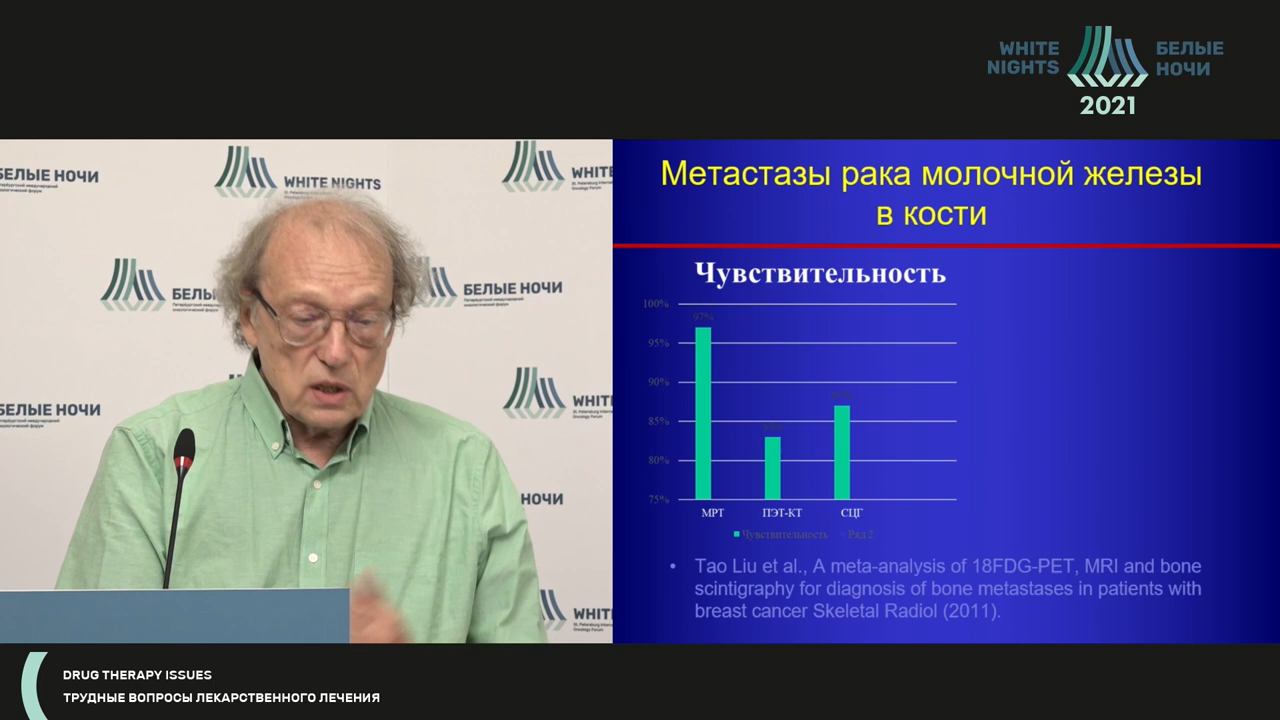 WHITE
NIGHTS
БЕЛЫЕ
НОЧИ
2021
БЕЛЫЕ НОЧИ
WHITE NIGHTS
WHITE
БЕЛЫЕ
БЕЛЫЕ НОЧИ
БЕЛЫЕ НОЧИ
WHITE
НОЧИ
WHITE
Метастазы рака молочной железы
в кости
Чувствительность
100%
95%
90%
85%
80%
75%
97%
МРТ
ПЭТ-КТ
СЦГ
Чувствительность
Ряд 2
• Tao Liu et al., A meta-analysis of 18FDG-PET, MRI and bone
scintigraphy for diagnosis of bone metastases in patients with
breast cancer Skeletal Radiol (2011).
DRUG THERAPY ISSUES
ТРУДНЫЕ ВОПРОСЫ ЛЕКАРСТВЕННОГО ЛЕЧЕНИЯ